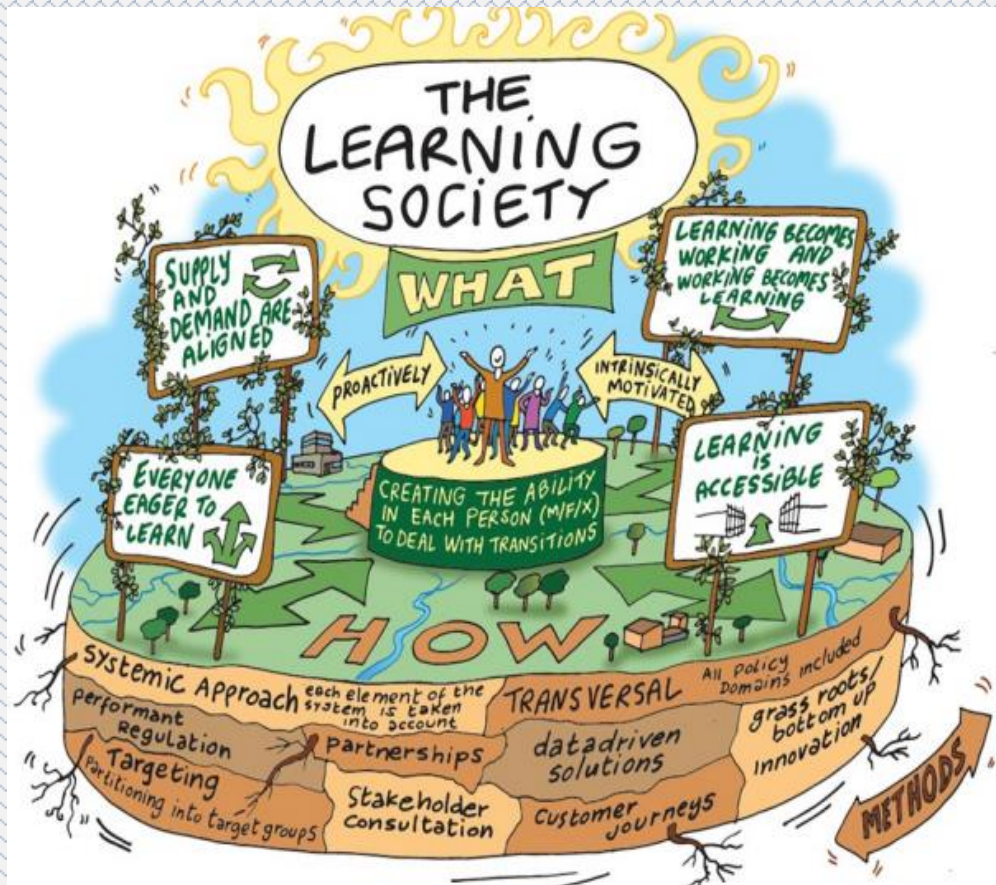 THE
LEARNING
SOCIETY
WHAT
SUPPLY
AND
DEMAND ARE
ALIGNED
LEARNING BECOMES
WORKING AND
WORKING BECOMES
LEARNING
PROACTIVELY
INTRINSICALLY
MOTIVATED
EVERYONE
EAGER TO
LEARN
CREATING THE ABILITY
IN EACH PERSON (M/F/X)
TO DEAL WITH TRANSITIONS
LEARNING
IS
ACCESSIBLE
HOW
SYSTEMIC APPROACH
each element of the
system is taken
into account
TRANSVERSAL
All Policy
Domains included
Performant
Regulation
Partnerships
datadriven
solutions
grass roots/
bottom up
innovation
Targeting
Partitioning into target groups
Stakeholder
consultation
Customer
journeys
METHODS